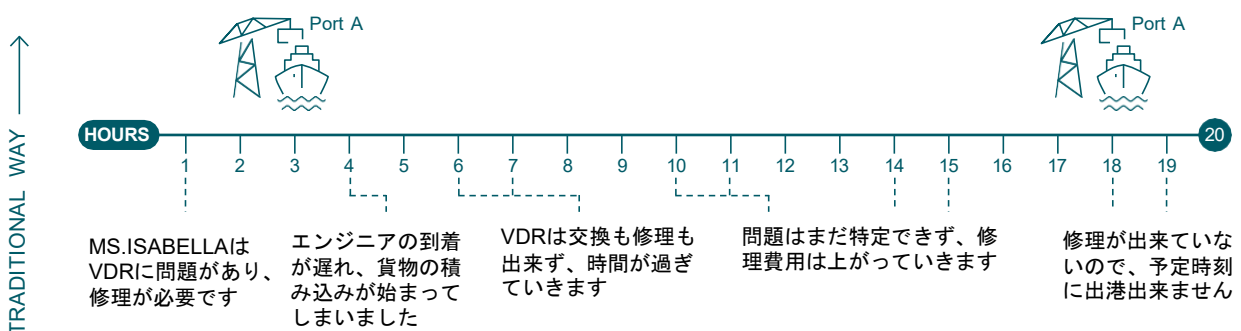 Port A
Port A
TRADITIONAL WAY
HOURS
1 2 3 4 5 6 7 8 9 10 11 12 13 14 15 16 17 18 19 20
MS.ISABELLAは
VDRに問題があり、
修理が必要です
エンジニアの到着
が遅れ、貨物の積
み込みが始まって
しまいました
VDRは交換も修理も
出来ず、時間が過ぎ
ていきます
問題はまだ特定できず、修
理費用は上がっていきます
修理が出来ていな
いので、予定時刻
に出港出来ません